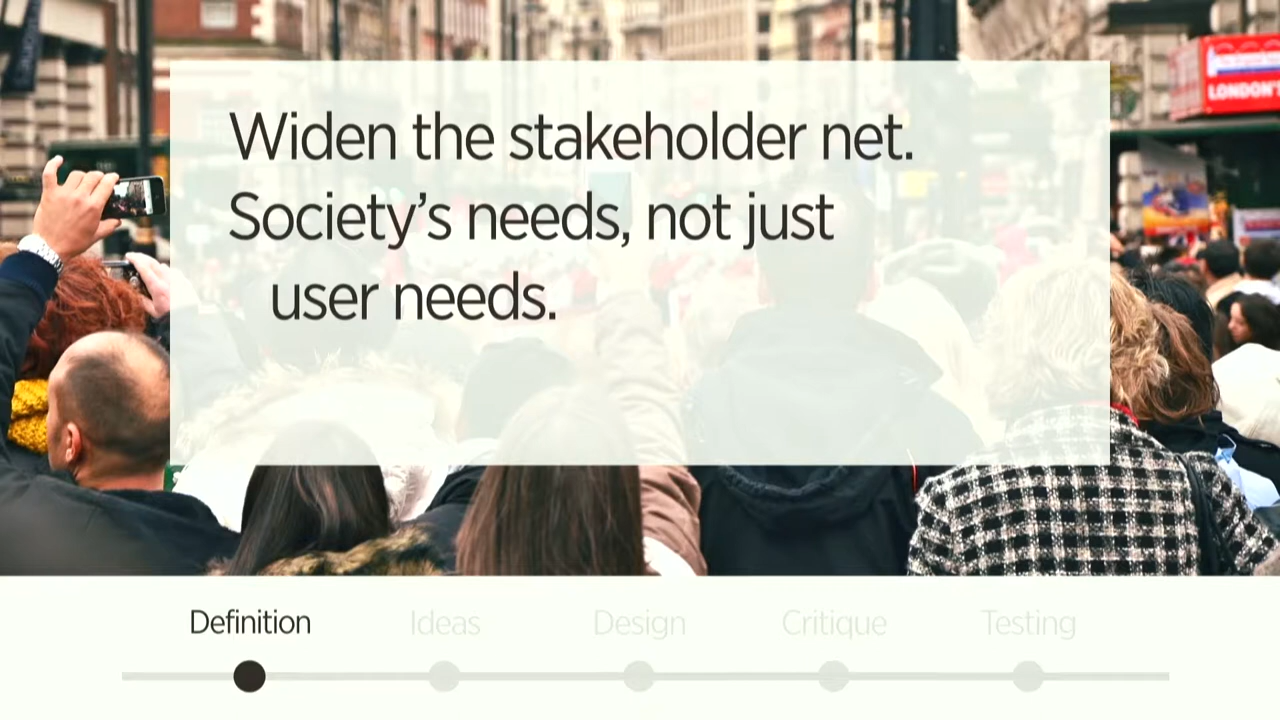 Widen the stakeholder net.
Society’s needs, not just
user needs.
LONDON'S
Definition
Ideas
Design
Critique
Testing